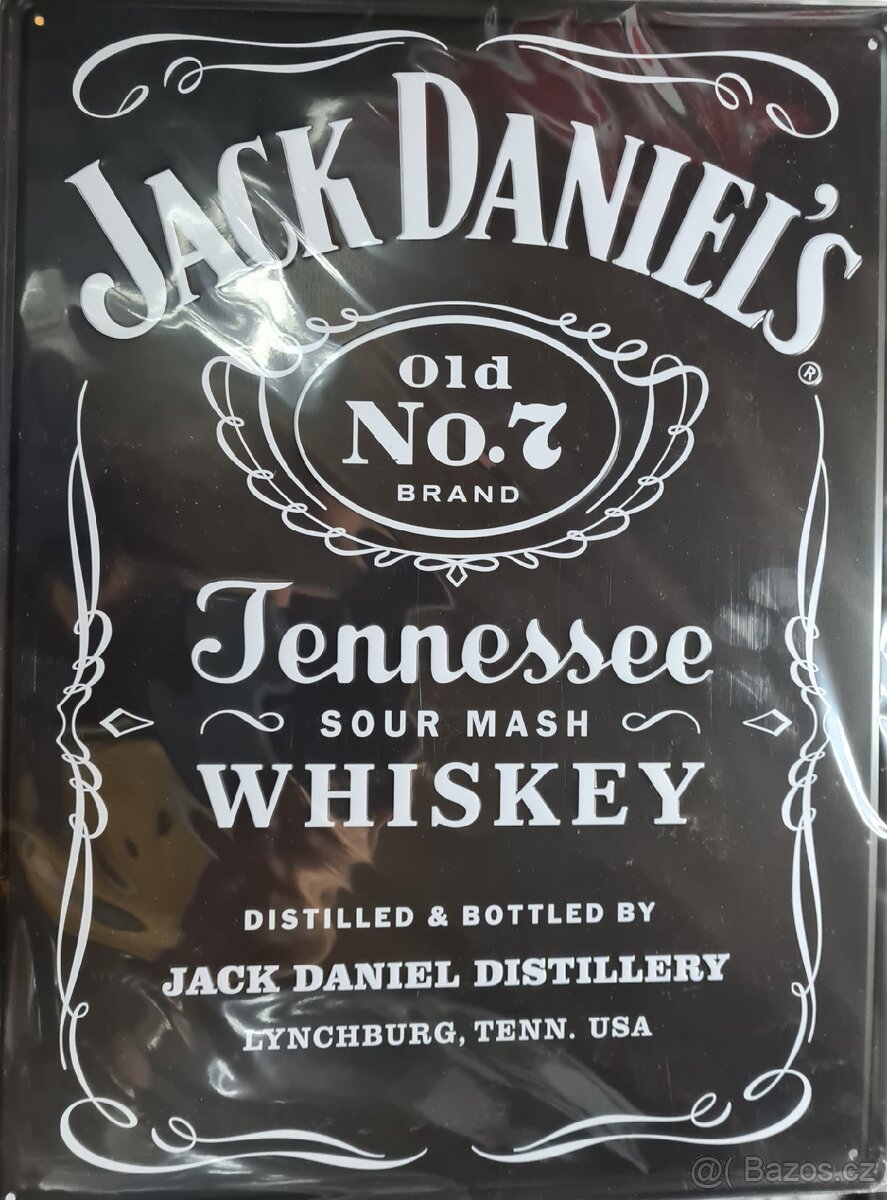 JACK DANIEL'S
®
Old
No.7
BRAND
Tennessee
SOUR MASH
WHISKEY
DISTILLED & BOTTLED BY
JACK DANIEL DISTILLERY
LYNCHBURG, TENN. USA
@( Bazos.cz